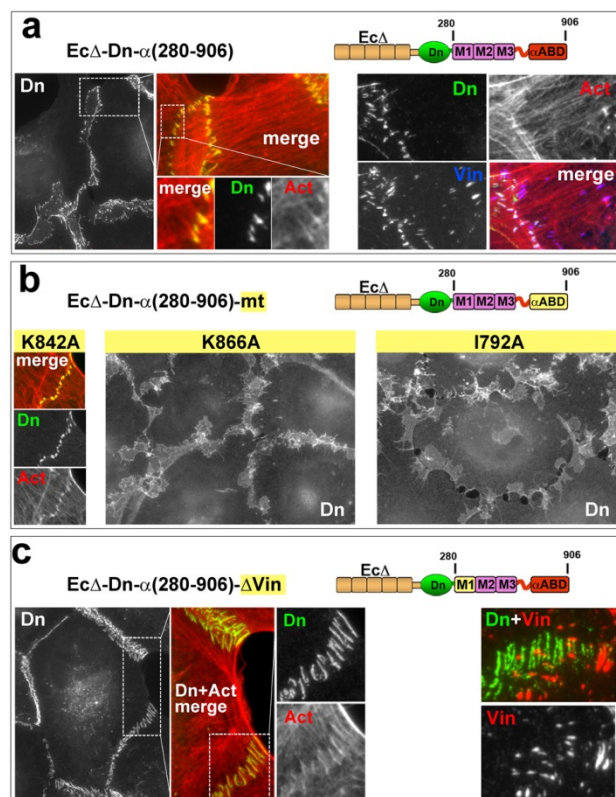 a
EcΔ-Dn-α(280-906)
280 906
EcΔ
Dn M1 M2 M3 αABD
Dn
merge
merge Dn Act
Dn Act
Vin merge
b
EcΔ-Dn-α(280-906)-mt
280 906
EcΔ
Dn M1 M2 M3 αABD
K842A K866A I792A
merge
Dn
Act
Dn
Dn
c
EcΔ-Dn-α(280-906)-ΔVin
280 906
EcΔ
Dn M1 M2 M3 αABD
Dn
Dn+Act
merge
Dn
Act
Dn+Vin
Vin